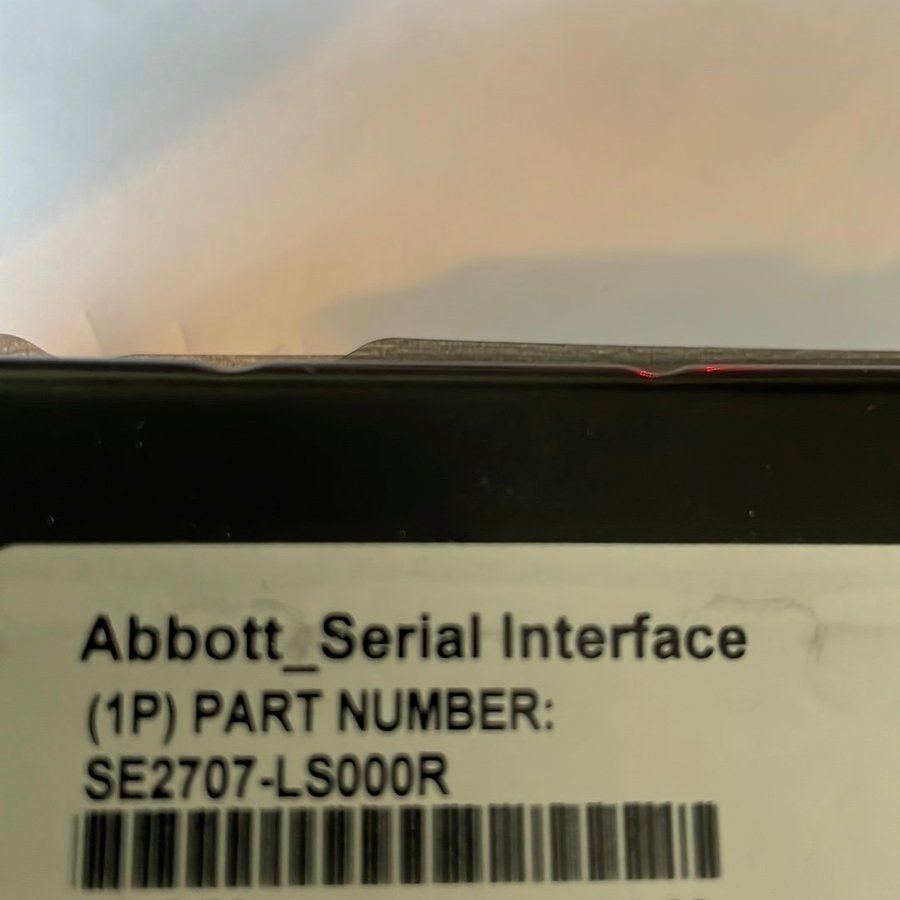 Abbott_Serial Interface
(1P) PART NUMBER:
SE2707-LS000R